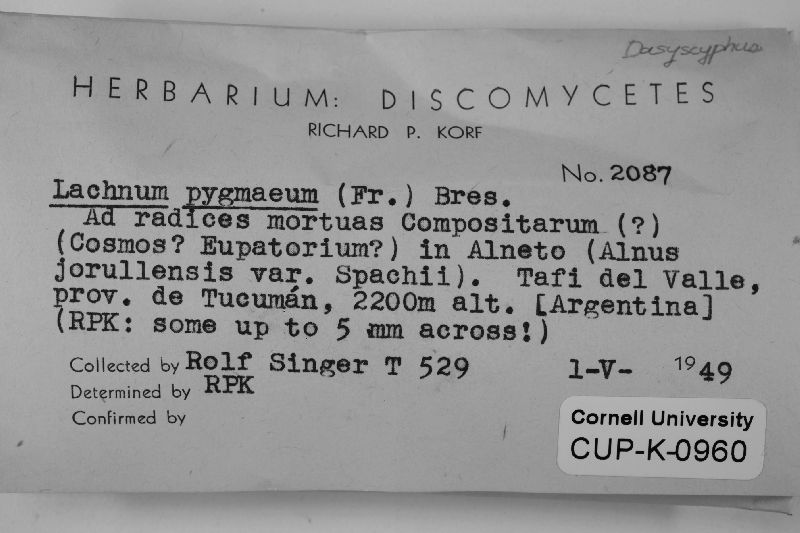 Dasyscyphus
HERBARIUM: DISCOMYCETES
RICHARD P. KORF
No. 2087
Lachnum pygmaeum (Fr.) Bres.
Ad radices mortuas Compositarum (?)
(Cosmos? Eupatorium?) in Alneto (Alnus
jorullensis var. Spachii). Tafi del Valle,
prov. de Tucumán, 2200m alt. [Argentina]
(RPK: some up to 5 mm across!)
Collected by Rolf Singer T 529 1-V- 1949
Determined by RPK
Confirmed by
Cornell University
CUP-K-0960